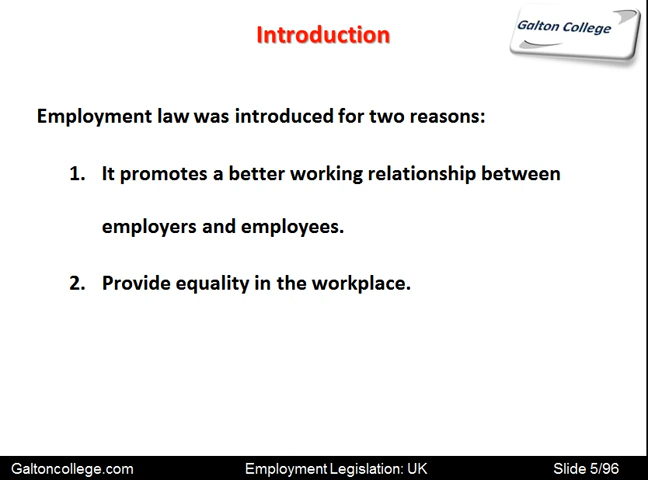 Introduction
Galton College
Employment law was introduced for two reasons:
1. It promotes a better working relationship between
employers and employees.
2. Provide equality in the workplace.
Galtoncollege.com Employment Legislation: UK Slide 5/96